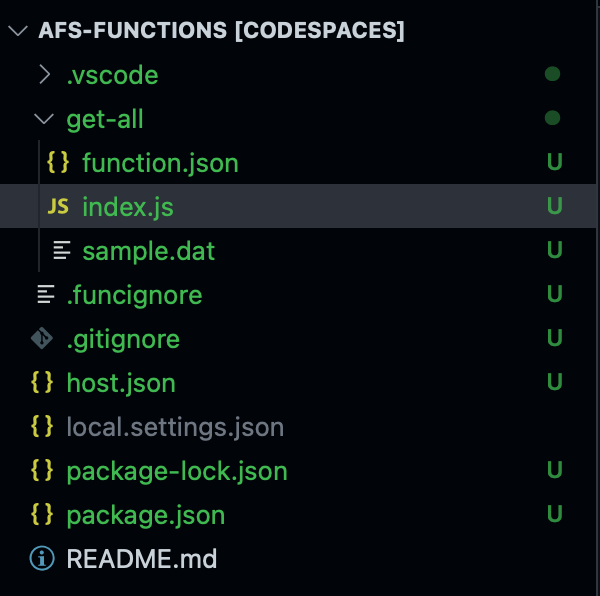 AFS-FUNCTIONS [CODESPACES]
.vscode
get-all
{} function.json U
JS index.js U
sample.dat U
.funcignore U
.gitignore U
{} host.json U
{} local.settings.json
{} package-lock.json U
{} package.json U
README.md